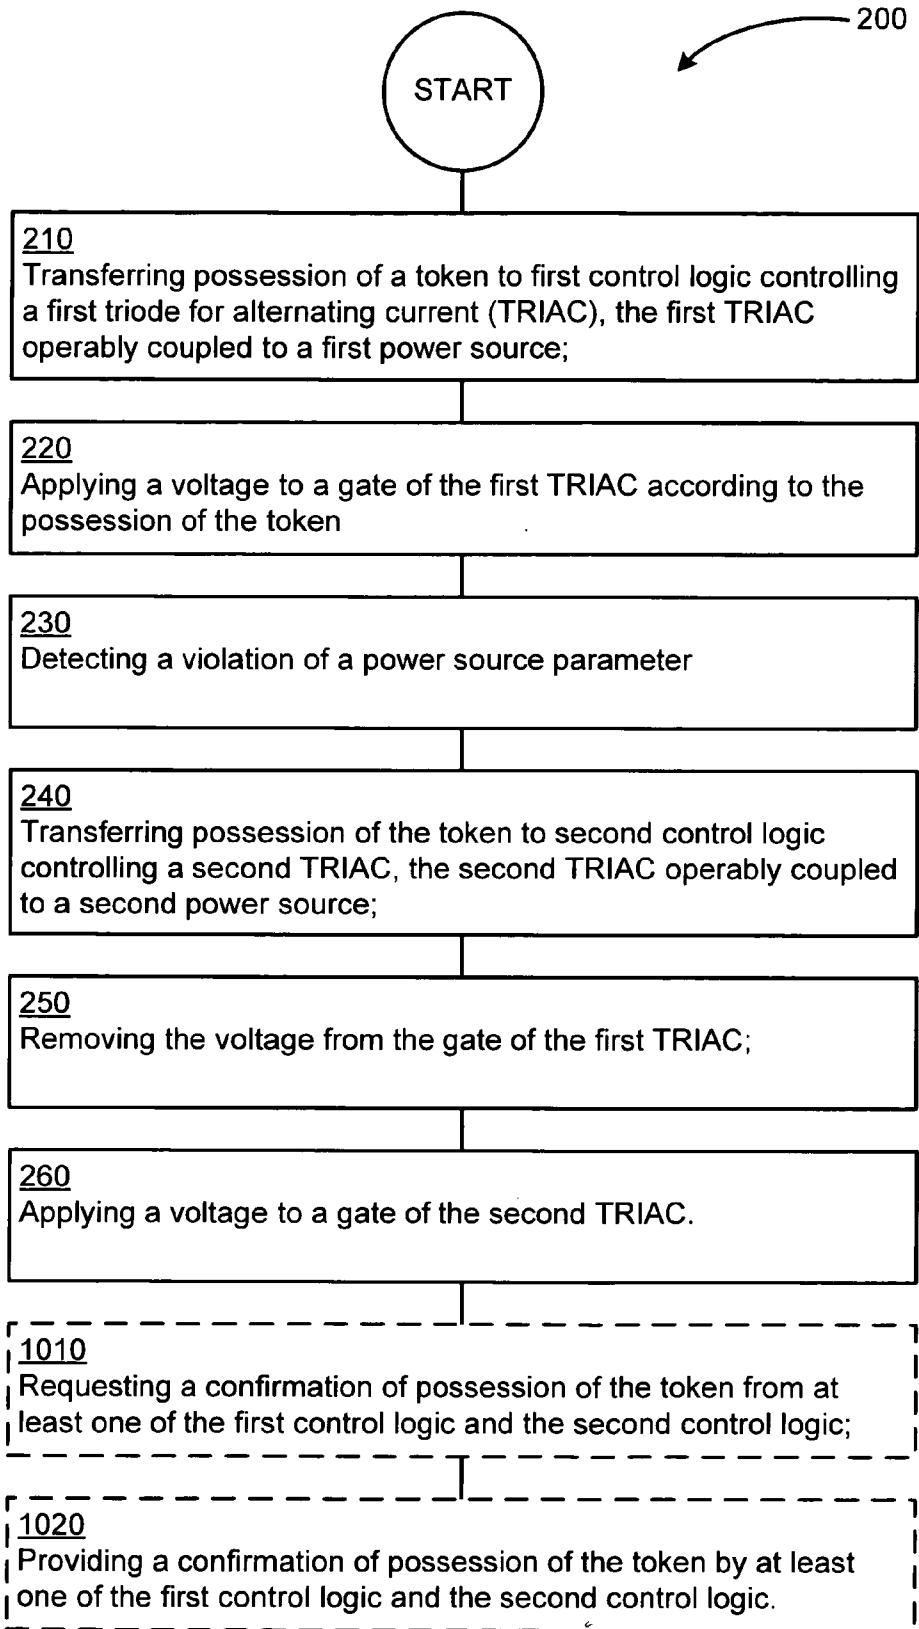 200
START
210
Transferring possession of a token to first control logic controlling
a first triode for alternating current (TRIAC), the first TRIAC
operably coupled to a first power source;
220
Applying a voltage to a gate of the first TRIAC according to the
possession of the token
230
Detecting a violation of a power source parameter
240
Transferring possession of the token to second control logic
controlling a second TRIAC, the second TRIAC operably coupled
to a second power source;
250
Removing the voltage from the gate of the first TRIAC;
260
Applying a voltage to a gate of the second TRIAC.
1010
Requesting a confirmation of possession of the token from at
least one of the first control logic and the second control logic;
1020
Providing a confirmation of possession of the token by at least
one of the first control logic and the second control logic.